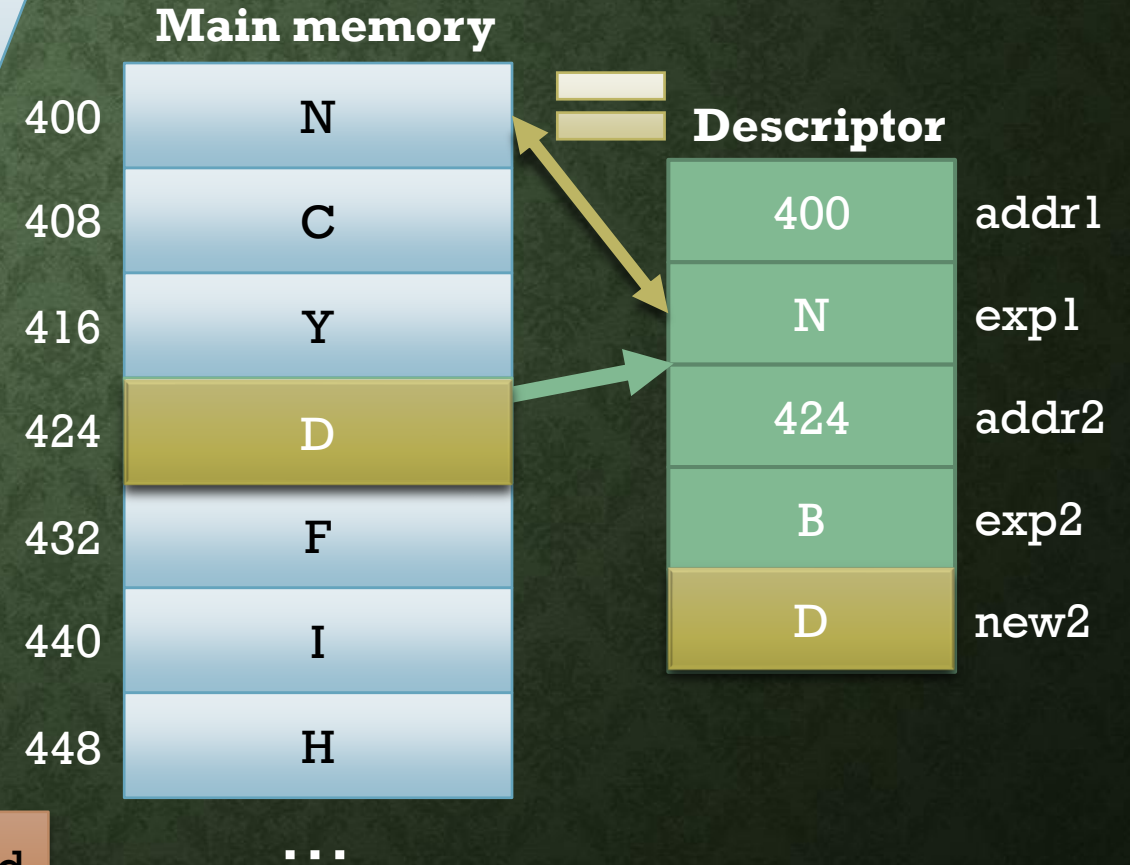 Main memory
400 N
408 C
416 Y
424 D
432 F
440 I
448 H
...
Descriptor
400 addr1
N exp1
424 addr2
B exp2
D new2